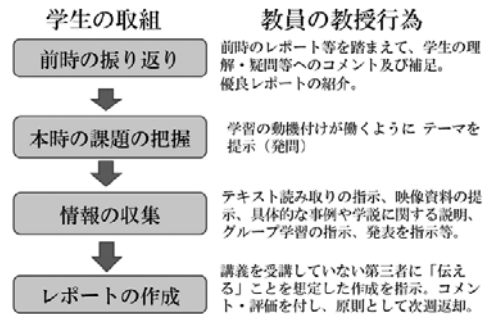 学生の取組
教員の教授行為
前時の振り返り
前時のレポート等を踏まえて、学生の理
解・疑問等へのコメント及び補足。
優良レポートの紹介。
本時の課題の把握
学習の動機付けが働くように テーマを
提示（発問）
情報の収集
テキスト読み取りの指示、映像資料の提
示、具体的な事例や学説に関する説明、
グループ学習の指示、発表を指示等。
レポートの作成
講義を受講していない第三者に「伝え
る」ことを想定した作成を指示。コメン
ト・評価を付し、原則として次週返却。